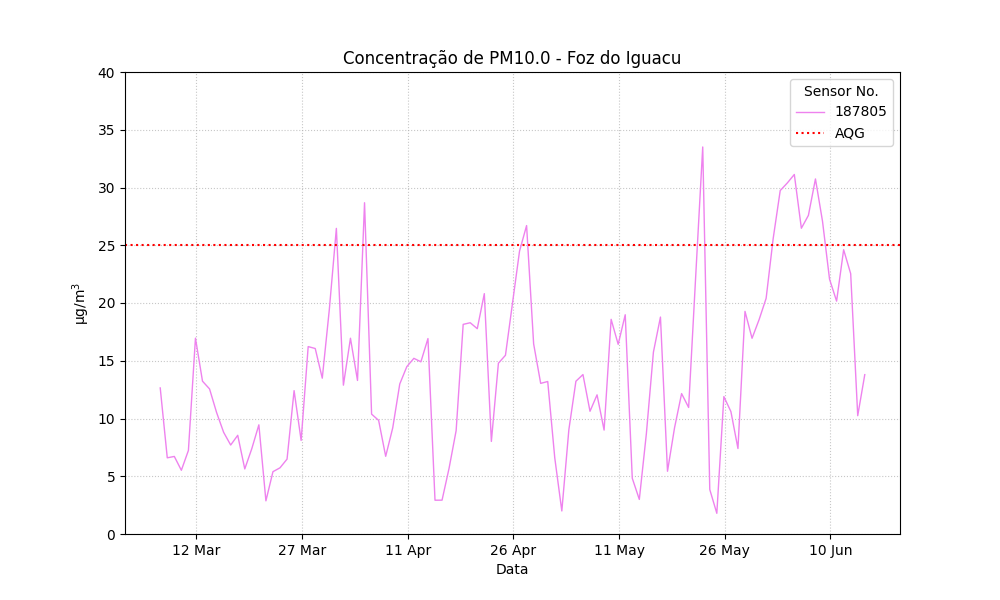 Concentração de PM10.0 - Foz do Iguacu
40
35
30
25
20
15
10
5
0
µg/m³
Sensor No.
187805
AQG
12 Mar
27 Mar
11 Apr
26 Apr
11 May
26 May
10 Jun
Data